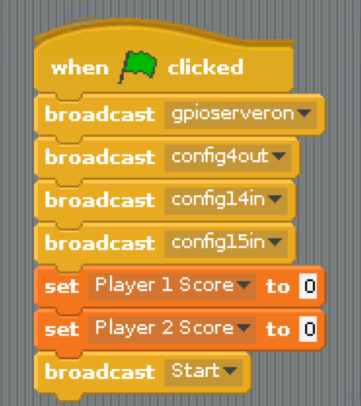 when clicked
broadcast gpioserveron
broadcast config4out
broadcast config14in
broadcast config15in
set Player 1 Score to 0
set Player 2 Score to 0
broadcast Start